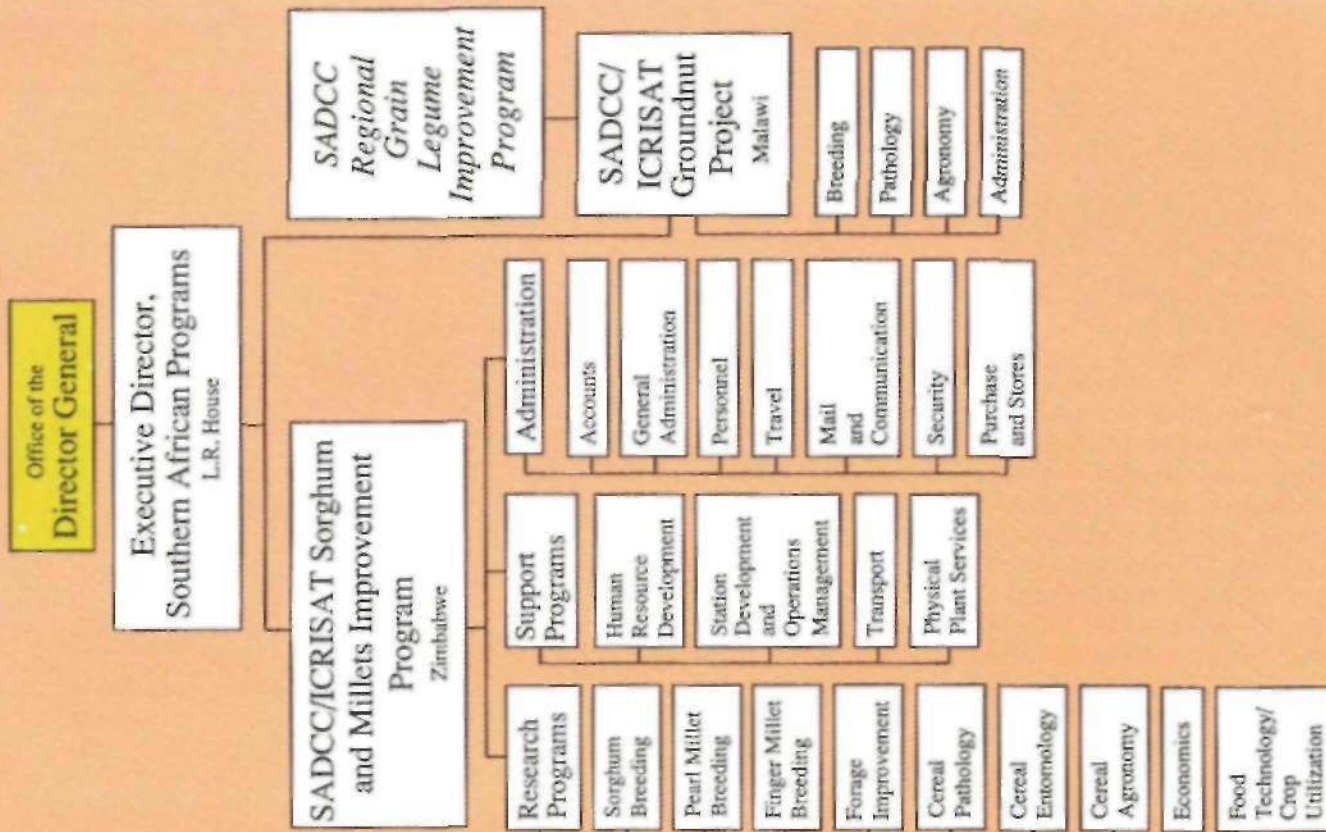 Office of the
Director General
Executive Director,
Southern African Programs
L.R. House
SADCC/ICRISAT Sorghum
and Millets Improvement
Program
Zimbabwe
Research
Programs
Sorghum
Breeding
Pearl Millet
Breeding
Finger Millet
Breeding
Forage
Improvement
Cereal
Pathology
Cereal
Entomology
Cereal
Agronomy
Economics
Food
Technology/
Crop
Utilization
Support
Programs
Human
Resource
Development
Station
Development
and
Operations
Management
Transport
Physical
Plant Services
Administration
Accounts
General
Administration
Personnel
Travel
Mail
and
Communication
Security
Purchase
and Stores
SADCC
Regional
Grain
Legume
Improvement
Program
SADCC/
ICRISAT
Groundnut
Project
Malawi
Breeding
Pathology
Agronomy
Administration